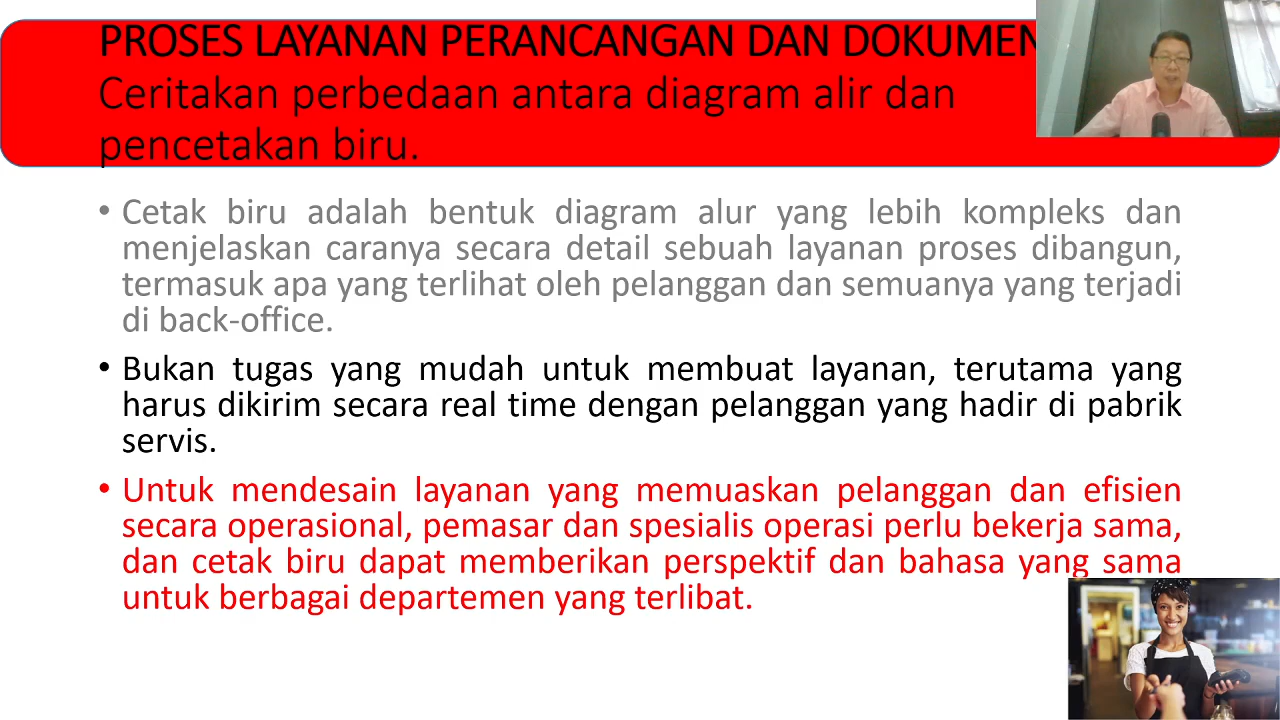 PROSES LAYANAN PERANCANGAN DAN DOKUMEN
Ceritakan perbedaan antara diagram alir dan
pencetakan biru.
• Cetak biru adalah bentuk diagram alur yang lebih kompleks dan
menjelaskan caranya secara detail sebuah layanan proses dibangun,
termasuk apa yang terlihat oleh pelanggan dan semuanya yang terjadi
di back-office.
• Bukan tugas yang mudah untuk membuat layanan, terutama yang
harus dikirim secara real time dengan pelanggan yang hadir di pabrik
servis.
• Untuk mendesain layanan yang memuaskan pelanggan dan efisien
secara operasional, pemasar dan spesialis operasi perlu bekerja sama,
dan cetak biru dapat memberikan perspektif dan bahasa yang sama
untuk berbagai departemen yang terlibat.